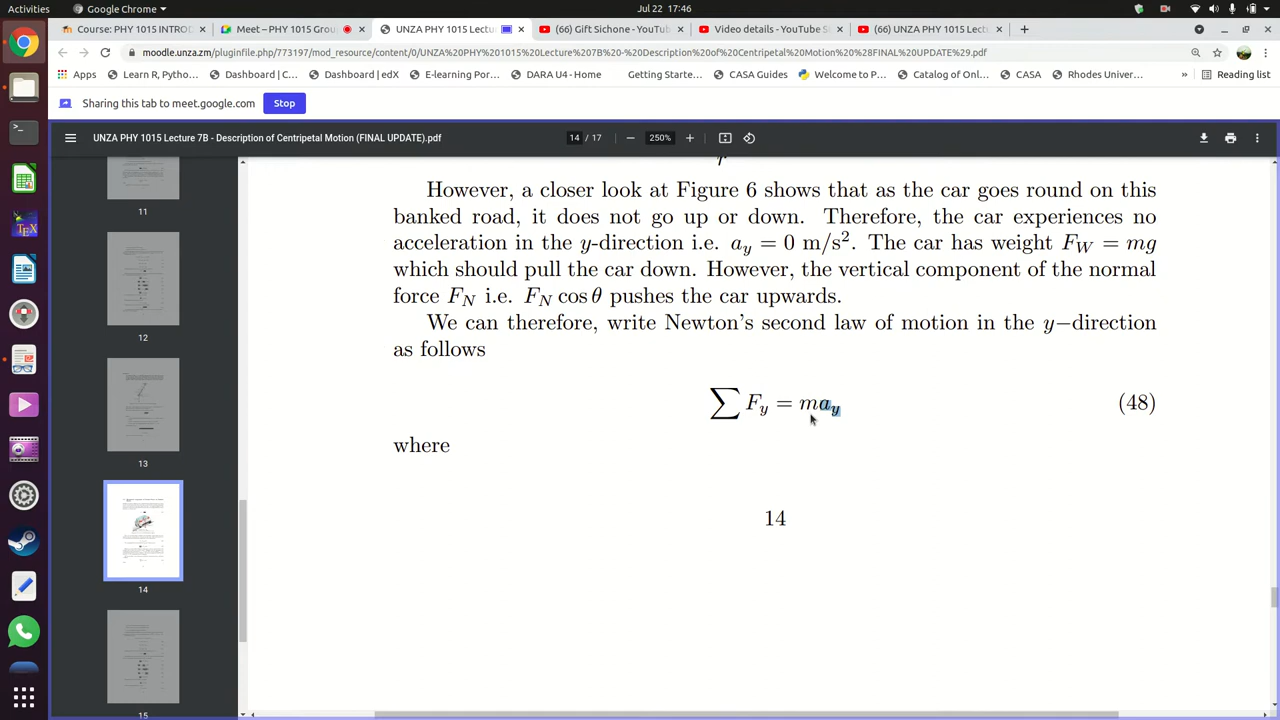 Activities
Google Chrome
Jul 22 17:46
Course: PHY 1015 INTROD
Meet – PHY 1015 Grou
UNZA PHY 1015 Lectu
(66) Gift Sichone - YouTub
Video details - YouTube S
(66) UNZA PHY 1015 Lec
moodle.unza.zm/pluginfile.php/773197/mod_resource/content/0/UNZA%20PHY%201015%20Lecture%207B%20-%20Description%20of%20Centripetal%20Motion%20%28FINAL%20UPDATE%29.pdf
Apps
Learn R, Pytho...
Dashboard | C...
Dashboard | edX
E-learning Por...
DARA U4 - Home
Getting Starte...
CASA Guides
Welcome to P...
Catalog of Onl...
CASA
Rhodes Univer...
»
Reading list
Sharing this tab to meet.google.com
Stop
UNZA PHY 1015 Lecture 7B - Description of Centripetal Motion (FINAL UPDATE).pdf
14 / 17
250%
r
However, a closer look at Figure 6 shows that as the car goes round on this
banked road, it does not go up or down. Therefore, the car experiences no
acceleration in the y-direction i.e. a_y = 0 m/s². The car has weight F_W = mg
which should pull the car down. However, the vertical component of the normal
force F_N i.e. F_N cos θ pushes the car upwards.
We can therefore, write Newton's second law of motion in the y−direction
as follows
∑ F_y = ma_y (48)
where
14
11
12
13
14
15